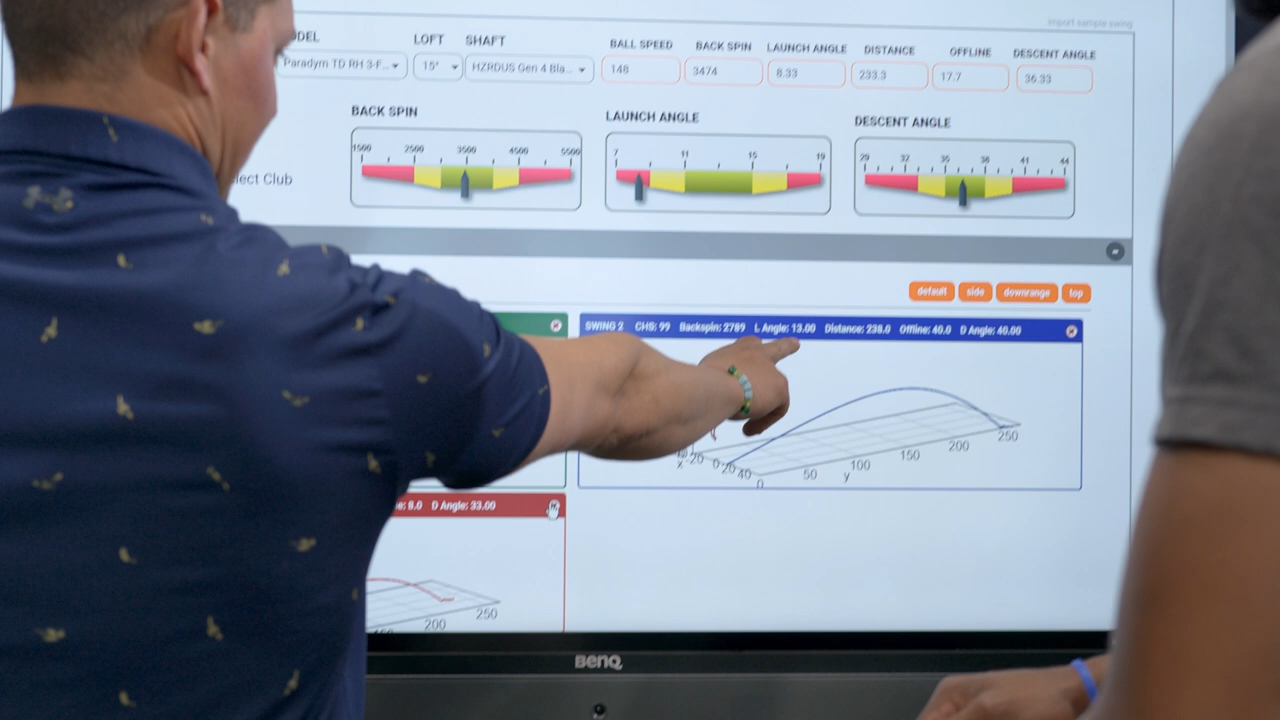 import sample swing
LOFT SHAFT BALL SPEED BACK SPIN LAUNCH ANGLE DISTANCE OFFLINE DESCENT ANGLE
Paradym TD RH 3-F... 15° HZRDUS Gen 4 Bla... 148 3474 8.33 233.3 17.7 36.33
BACK SPIN LAUNCH ANGLE DESCENT ANGLE
1500 2500 3500 4500 5500 7 11 15 19 29 32 35 38 41 44
Club
default side downrange top
SWING 2 CHS: 99 Backspin: 2789 L Angle: 13.00 Distance: 238.0 Offline: 40.0 D Angle: 40.00
x 20 0 20 40 0 50 y 100 150 200 250
8.0 D Angle: 33.00
200 250
BenQ